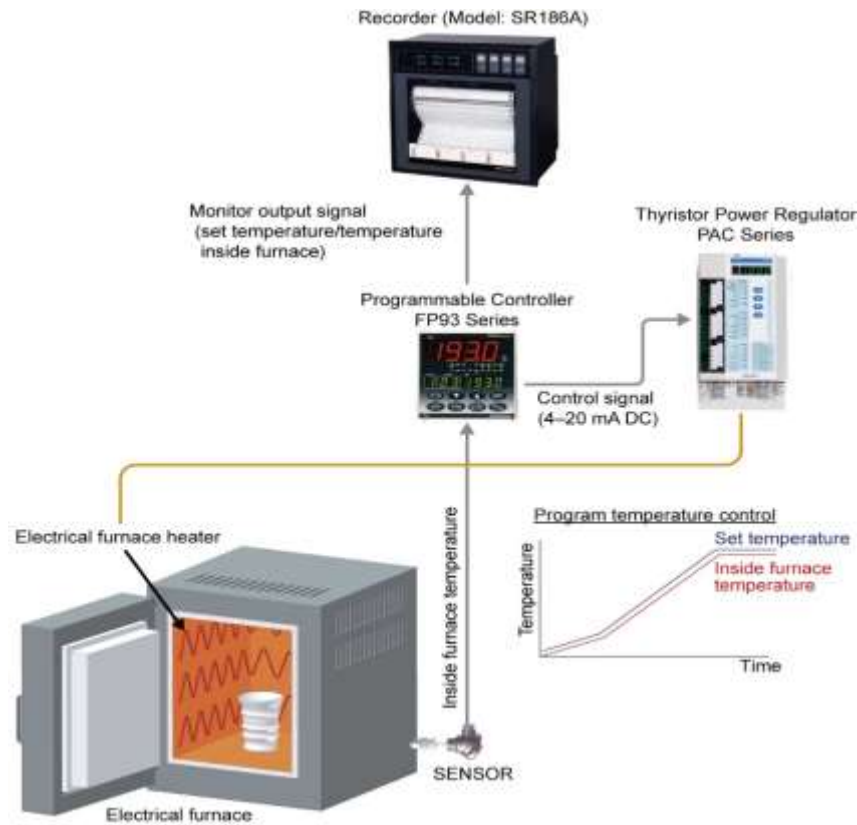 Recorder (Model: SR186A)
Monitor output signal
(set temperature/temperature
inside furnace)
Thyristor Power Regulator
PAC Series
Programmable Controller
FP93 Series
193.0
Control signal
(4–20 mA DC)
Electrical furnace heater
Inside furnace temperature
Program temperature control
Set temperature
Inside furnace
temperature
Temperature
Time
SENSOR
Electrical furnace